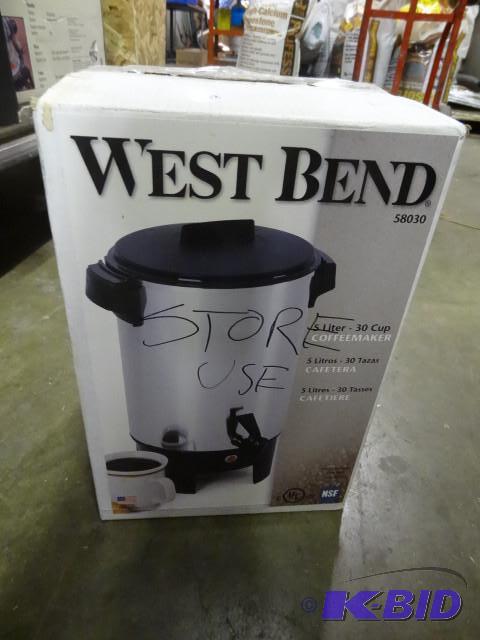 WEST BEND®
58030
STORE
USE
5 Liter - 30 Cup
COFFEEMAKER
5 Litros - 30 Tazas
CAFETERA
5 Litres - 30 Tasses
CAFETIERE
UL
NSF
© K-BID